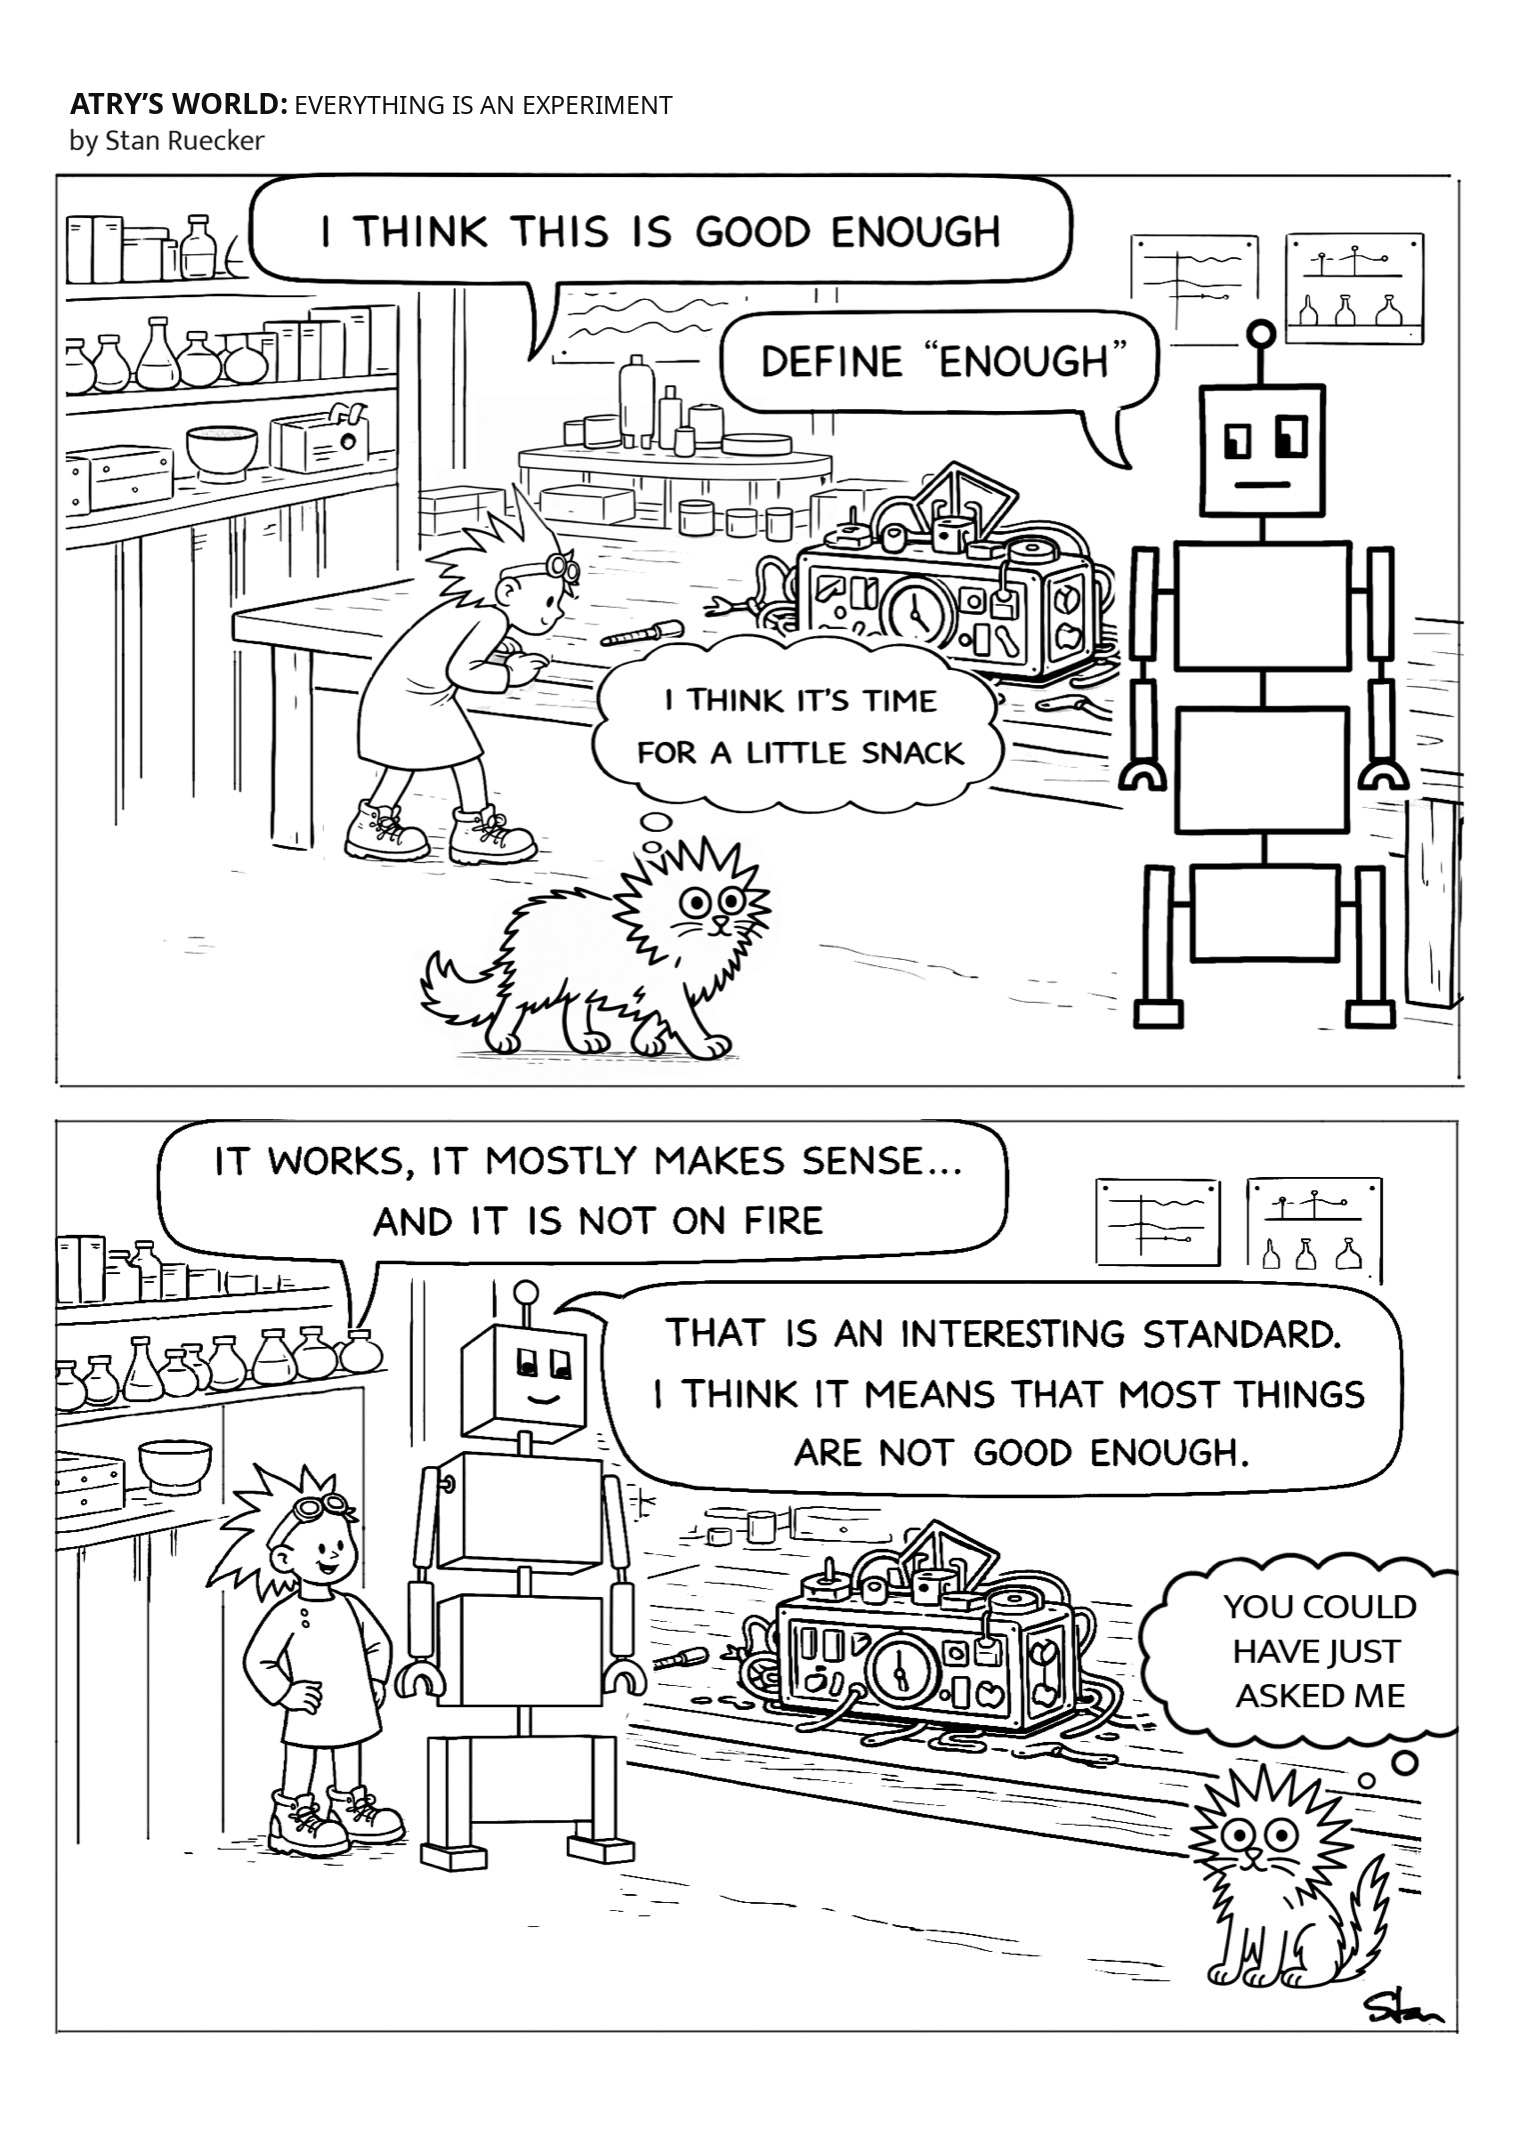 ATRY’S WORLD: EVERYTHING IS AN EXPERIMENT
by Stan Ruecker
I THINK THIS IS GOOD ENOUGH
DEFINE “ENOUGH”
I THINK IT’S TIME
FOR A LITTLE SNACK
IT WORKS, IT MOSTLY MAKES SENSE...
AND IT IS NOT ON FIRE
THAT IS AN INTERESTING STANDARD.
I THINK IT MEANS THAT MOST THINGS
ARE NOT GOOD ENOUGH.
YOU COULD
HAVE JUST
ASKED ME
Stan